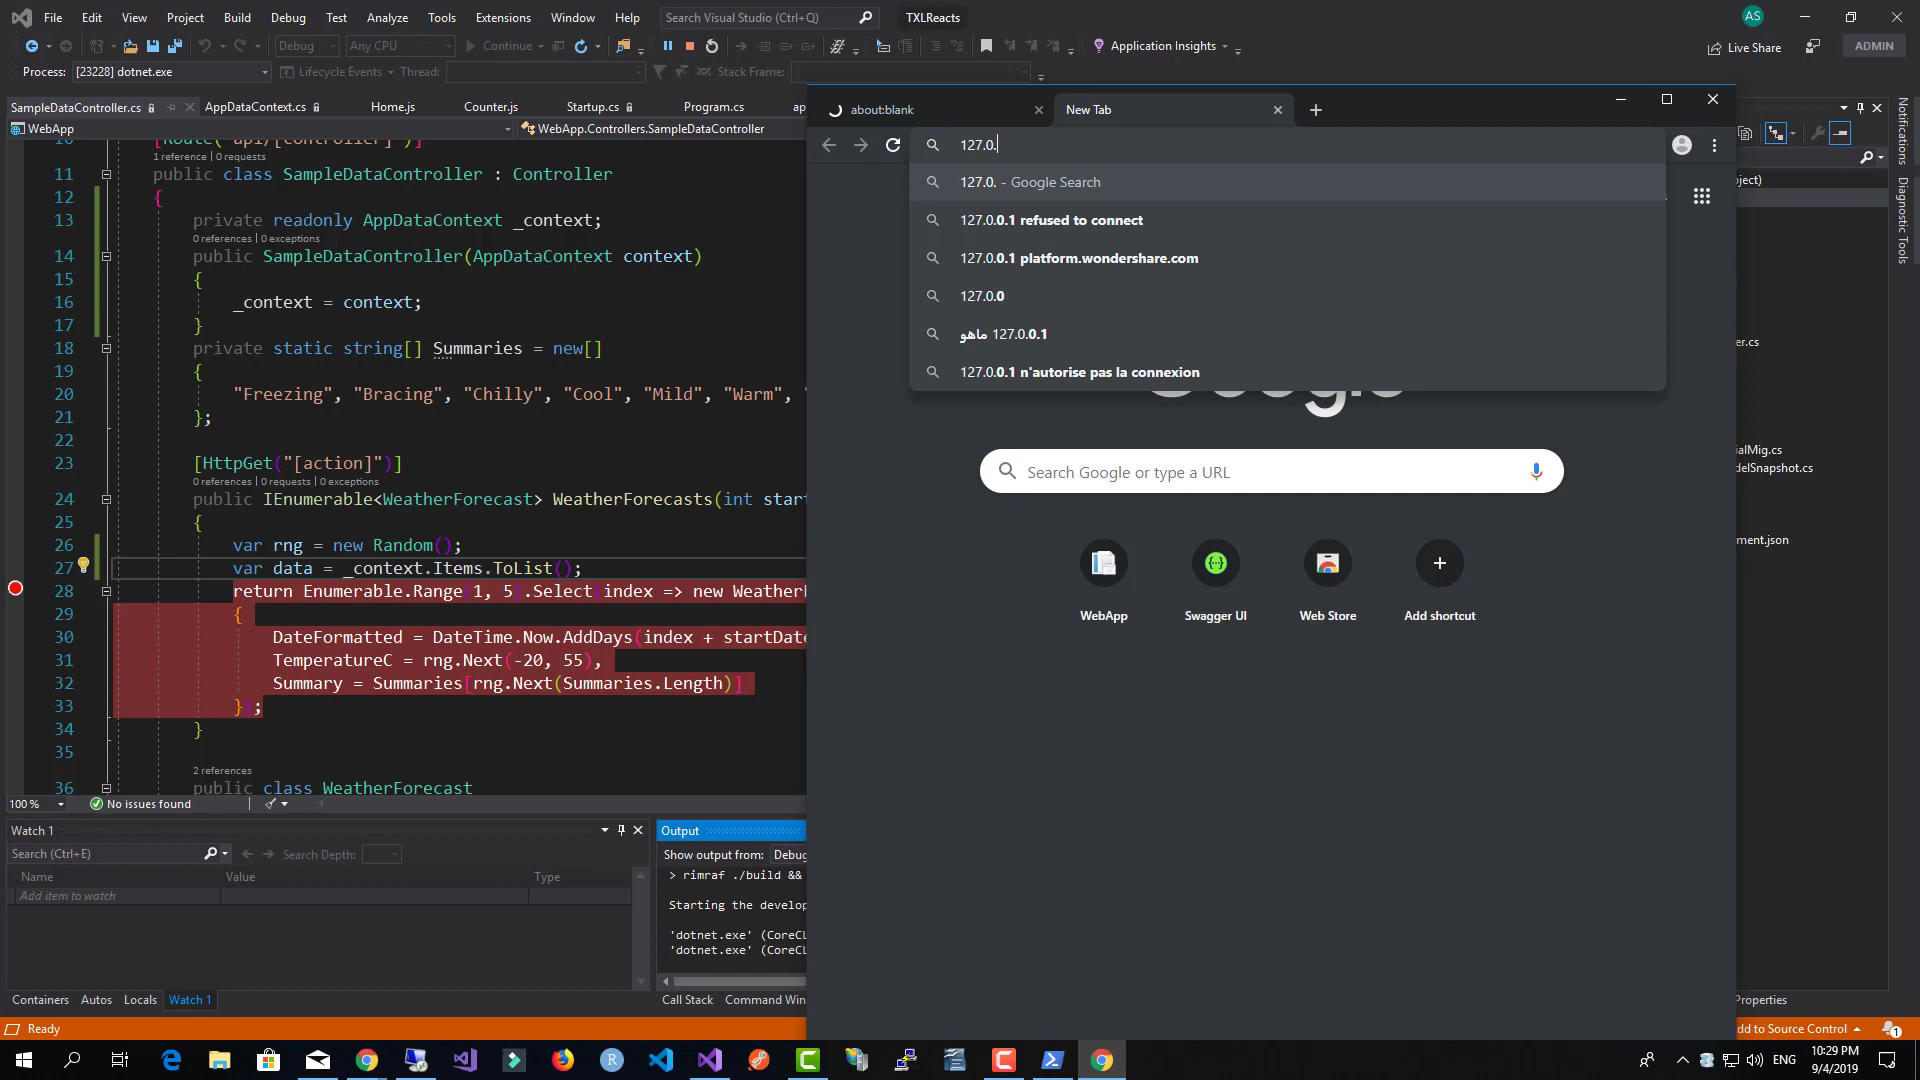 File Edit View Project Build Debug Test Analyze Tools Extensions Window Help Search Visual Studio (Ctrl+Q) TXLReacts AS
Debug Any CPU Continue Application Insights Live Share ADMIN
Process: [23228] dotnet.exe Lifecycle Events Thread: Stack Frame:
SampleDataController.cs AppDataContext.cs Home.js Counter.js Startup.cs Program.cs ap
WebApp WebApp.Controllers.SampleDataController
1 reference | 0 requests
11 public class SampleDataController : Controller
12 {
13 private readonly AppDataContext _context;
0 references | 0 exceptions
14 public SampleDataController(AppDataContext context)
15 {
16 _context = context;
17 }
18 private static string[] Summaries = new[]
19 {
20 "Freezing", "Bracing", "Chilly", "Cool", "Mild", "Warm", "
21 };
22
23 [HttpGet("[action]")]
0 references | 0 requests | 0 exceptions
24 public IEnumerable<WeatherForecast> WeatherForecasts(int star
25 {
26 var rng = new Random();
27 var data = _context.Items.ToList();
28 return Enumerable.Range(1, 5).Select(index => new WeatherF
29 {
30 DateFormatted = DateTime.Now.AddDays(index + startDate
31 TemperatureC = rng.Next(-20, 55),
32 Summary = Summaries[rng.Next(Summaries.Length)]
33 });
34 }
35
2 references
36 public class WeatherForecast
100 % No issues found
Watch 1
Search (Ctrl+E) Search Depth:
Name Value Type
Add item to watch
Containers Autos Locals Watch 1
Output
Show output from: Debug
> rimraf ./build &&
Starting the develop
'dotnet.exe' (CoreCL
'dotnet.exe' (CoreCL
Call Stack Command Win
Ready
about:blank New Tab
127.0.
127.0. - Google Search
127.0.0.1 refused to connect
127.0.0.1 platform.wondershare.com
127.0.0
ماهو 127.0.0.1
127.0.0.1 n'autorise pas la connexion
Search Google or type a URL
WebApp Swagger UI Web Store Add shortcut
Notifications
Diagnostic Tools
ject)
er.cs
ialMig.cs
delSnapshot.cs
ment.json
Properties
dd to Source Control 1
ENG 10:29 PM
9/4/2019